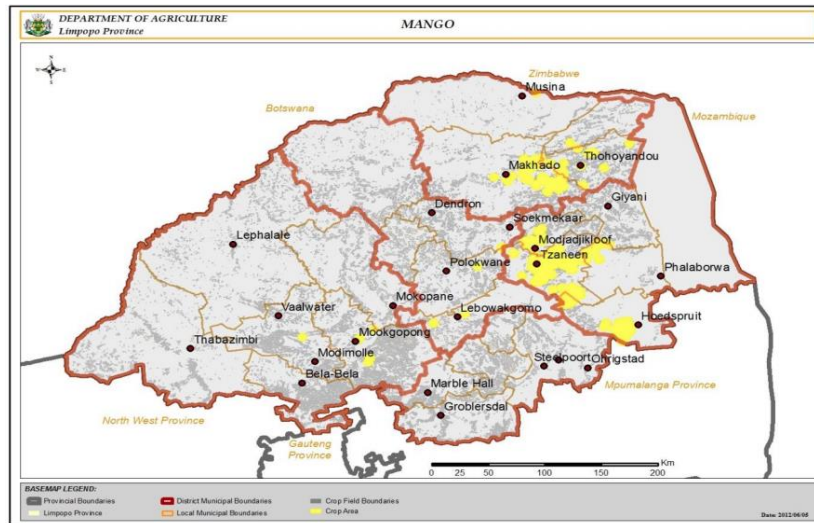 DEPARTMENT OF AGRICULTURE
Limpopo Province
MANGO
Zimbabwe
Musina
Botswana
Mozambique
Thohoyandou
Makhado
Giyani
Dendron
Soekmekaar
Modjadjikloof
Lephalale
Tzaneen
Polokwane
Phalaborwa
Mokopane
Vaalwater
Lebowakgomo
Hoedspruit
Mookgopong
Thabazimbi
Modimolle
Steelpoort
Ohrigstad
Bela-Bela
Marble Hall
Mpumalanga Province
Groblersdal
North West Province
Gauteng
Province
Km
0 25 50 100 150 200
BASEMAP LEGEND:
Provincial Boundaries District Municipal Boundaries Crop Field Boundaries
Limpopo Province Local Municipal Boundaries Crop Area
Date: 2012/06/05